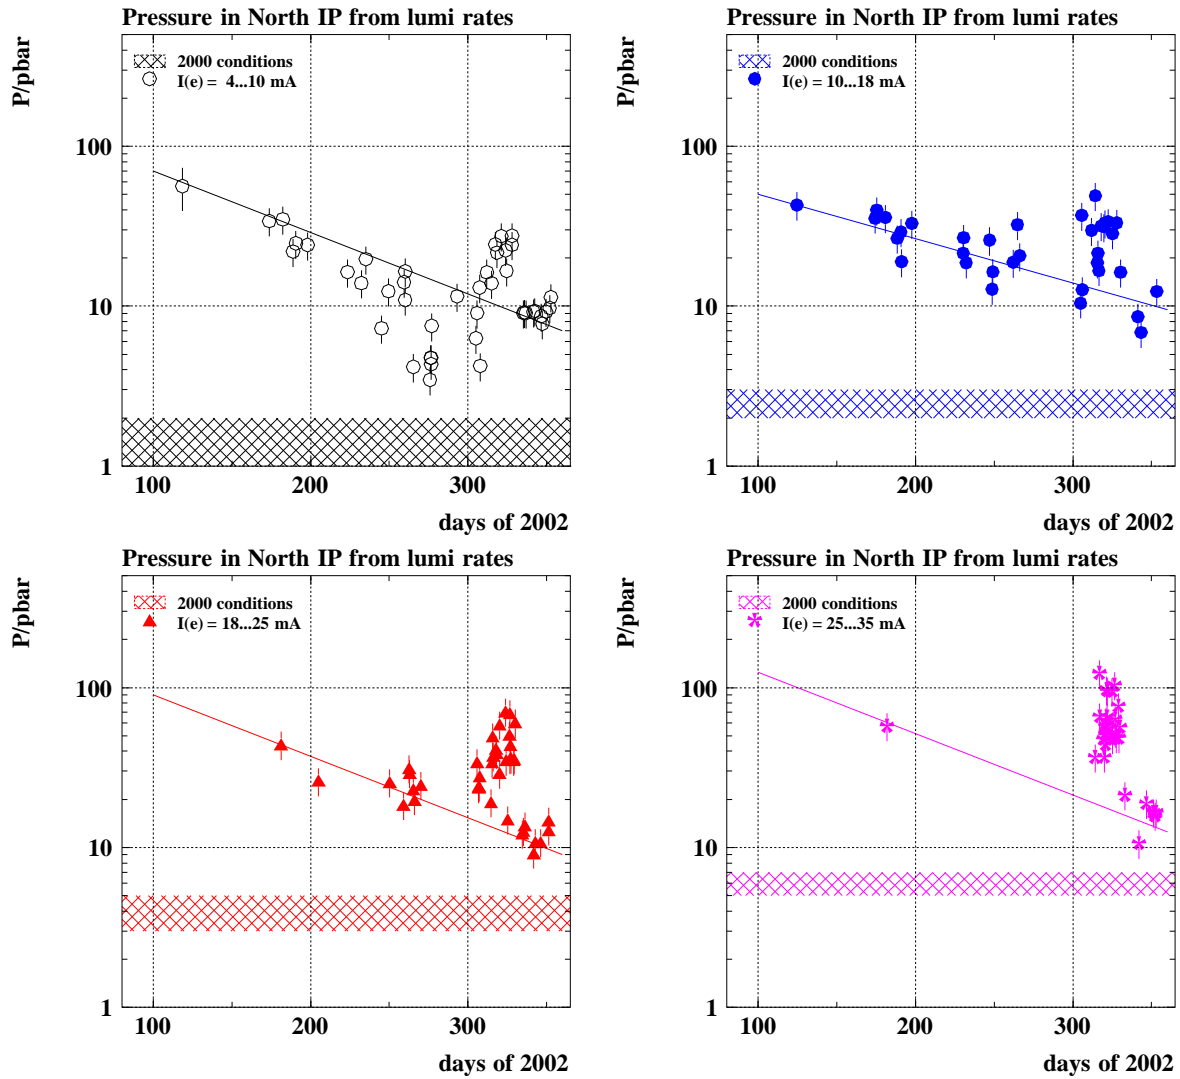 Pressure in North IP from lumi rates
P/pbar
2000 conditions
I(e) = 4...10 mA
100
10
1
100 200 300
days of 2002
Pressure in North IP from lumi rates
P/pbar
2000 conditions
I(e) = 10...18 mA
100
10
1
100 200 300
days of 2002
Pressure in North IP from lumi rates
P/pbar
2000 conditions
I(e) = 18...25 mA
100
10
1
100 200 300
days of 2002
Pressure in North IP from lumi rates
P/pbar
2000 conditions
I(e) = 25...35 mA
100
10
1
100 200 300
days of 2002